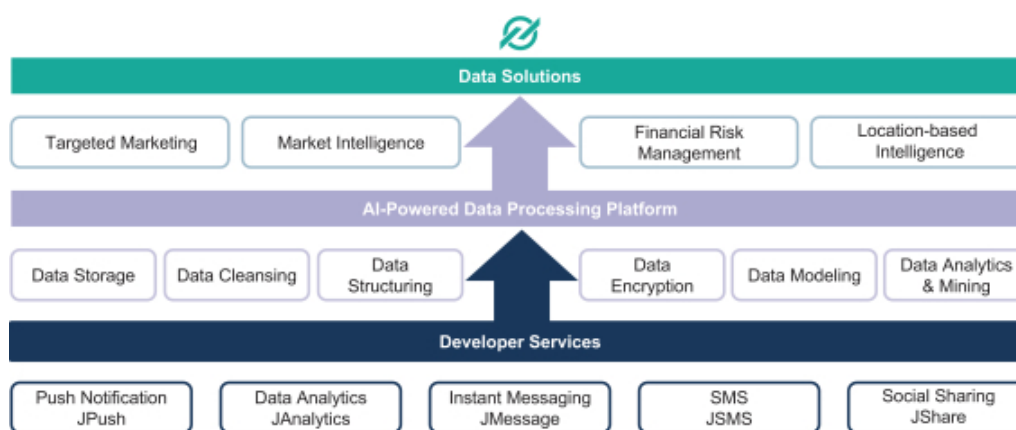 Data Solutions
Targeted Marketing
Market Intelligence
Financial Risk
Management
Location-based
Intelligence
AI-Powered Data Processing Platform
Data Storage
Data Cleansing
Data
Structuring
Data
Encryption
Data Modeling
Data Analytics
& Mining
Developer Services
Push Notification
JPush
Data Analytics
JAnalytics
Instant Messaging
JMessage
SMS
JSMS
Social Sharing
JShare